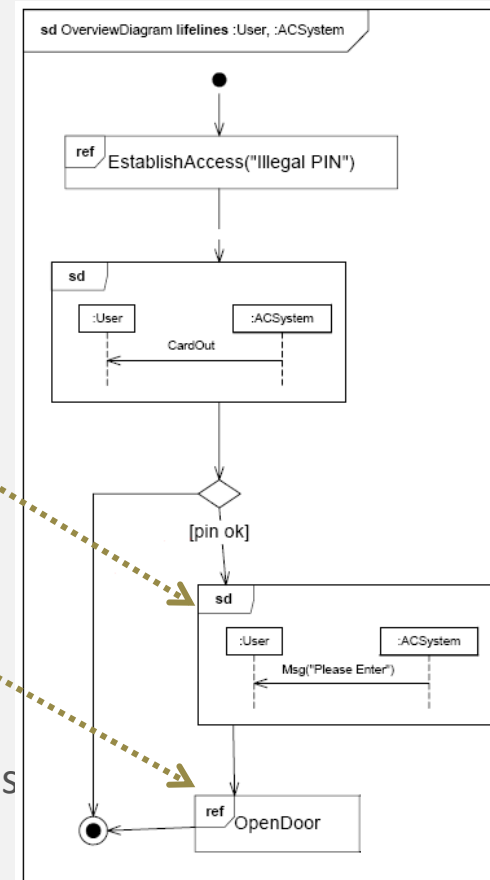 sd OverviewDiagram lifelines :User, :ACSystem
ref
EstablishAccess("Illegal PIN")
sd
:User :ACSystem
CardOut
[pin ok]
sd
:User :ACSystem
Msg("Please Enter")
s
ref
OpenDoor